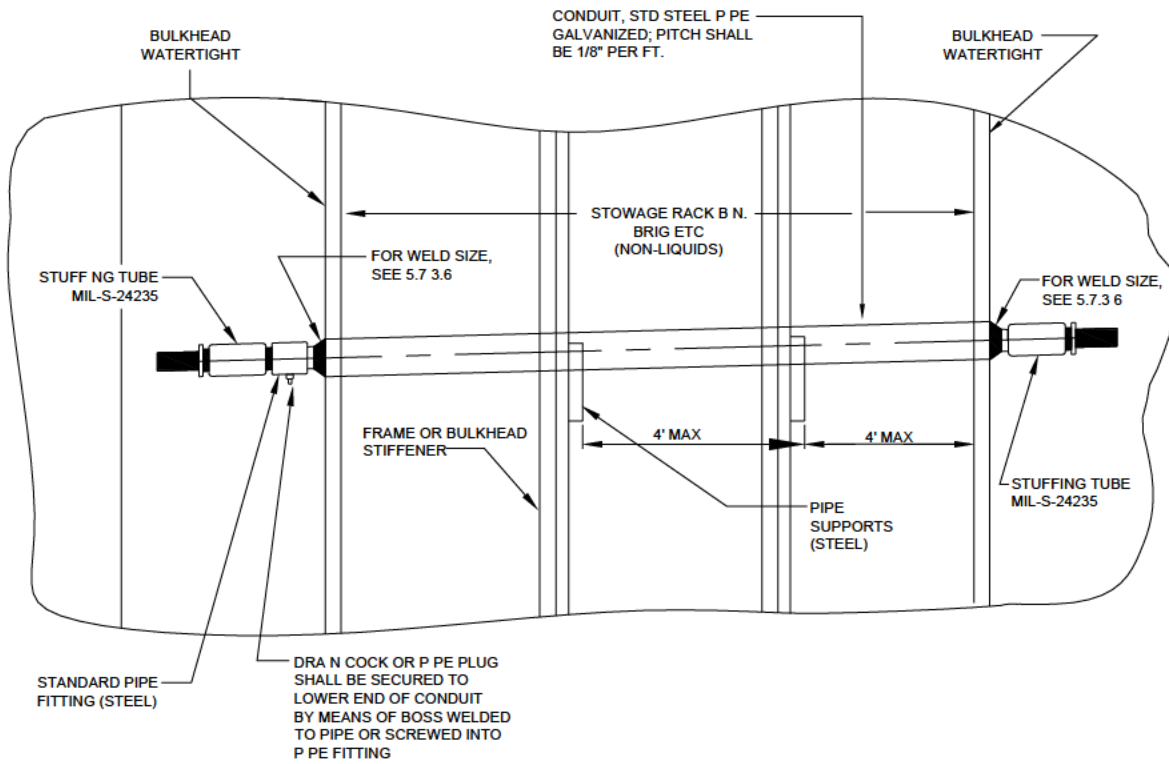 CONDUIT, STD STEEL P PE
GALVANIZED; PITCH SHALL
BE 1/8" PER FT.
BULKHEAD
WATERTIGHT
BULKHEAD
WATERTIGHT
STOWAGE RACK B N.
BRIG ETC
(NON-LIQUIDS)
FOR WELD SIZE,
SEE 5.7 3.6
STUFF NG TUBE
MIL-S-24235
FOR WELD SIZE,
SEE 5.7.3 6
FRAME OR BULKHEAD
STIFFENER
4' MAX
4' MAX
STUFFING TUBE
MIL-S-24235
PIPE
SUPPORTS
(STEEL)
STANDARD PIPE
FITTING (STEEL)
DRA N COCK OR P PE PLUG
SHALL BE SECURED TO
LOWER END OF CONDUIT
BY MEANS OF BOSS WELDED
TO PIPE OR SCREWED INTO
P PE FITTING